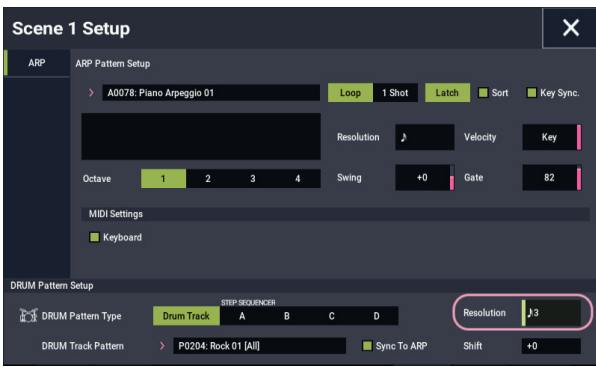 Scene 1 Setup
ARP
ARP Pattern Setup
A0078: Piano Arpeggio 01
Loop
1 Shot
Latch
Sort
Key Sync.
Resolution
♪
Velocity
Key
Octave
1
2
3
4
Swing
+0
Gate
82
MIDI Settings
Keyboard
DRUM Pattern Setup
STEP SEQUENCER
DRUM Pattern Type
Drum Track
A
B
C
D
Resolution
♪3
DRUM Track Pattern
P0204: Rock 01 [All]
Sync To ARP
Shift
+0